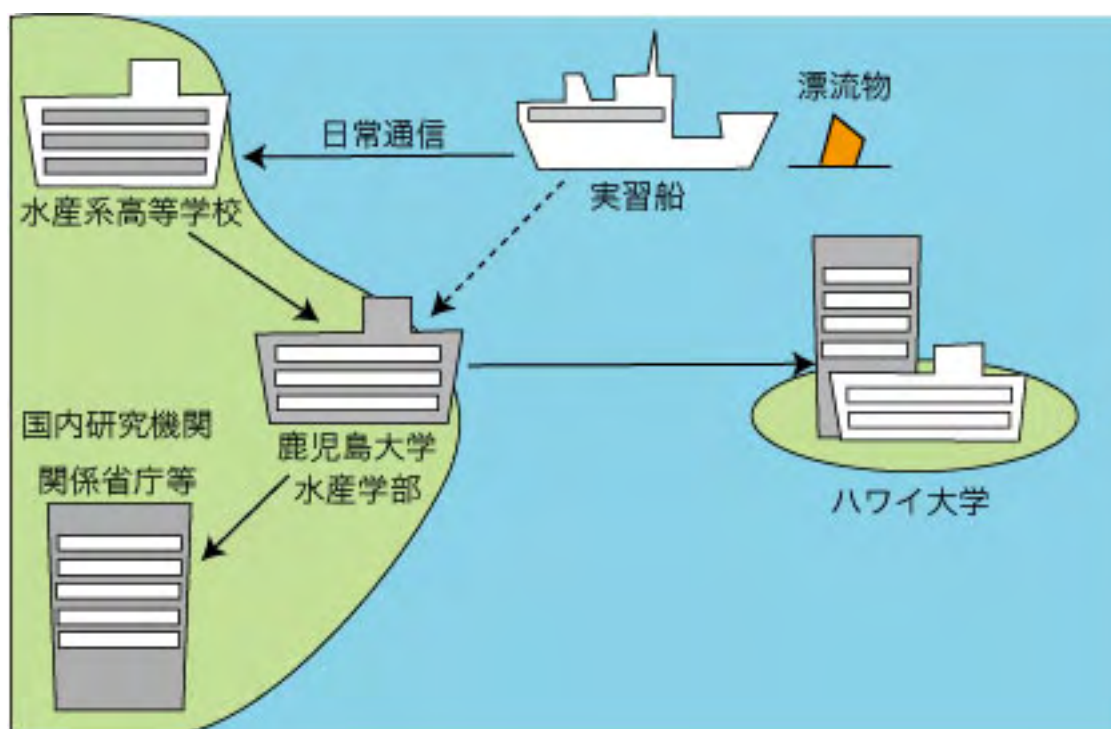 漂流物
日常通信
実習船
水産系高等学校
国内研究機関
関係省庁等
鹿児島大学
水産学部
ハワイ大学